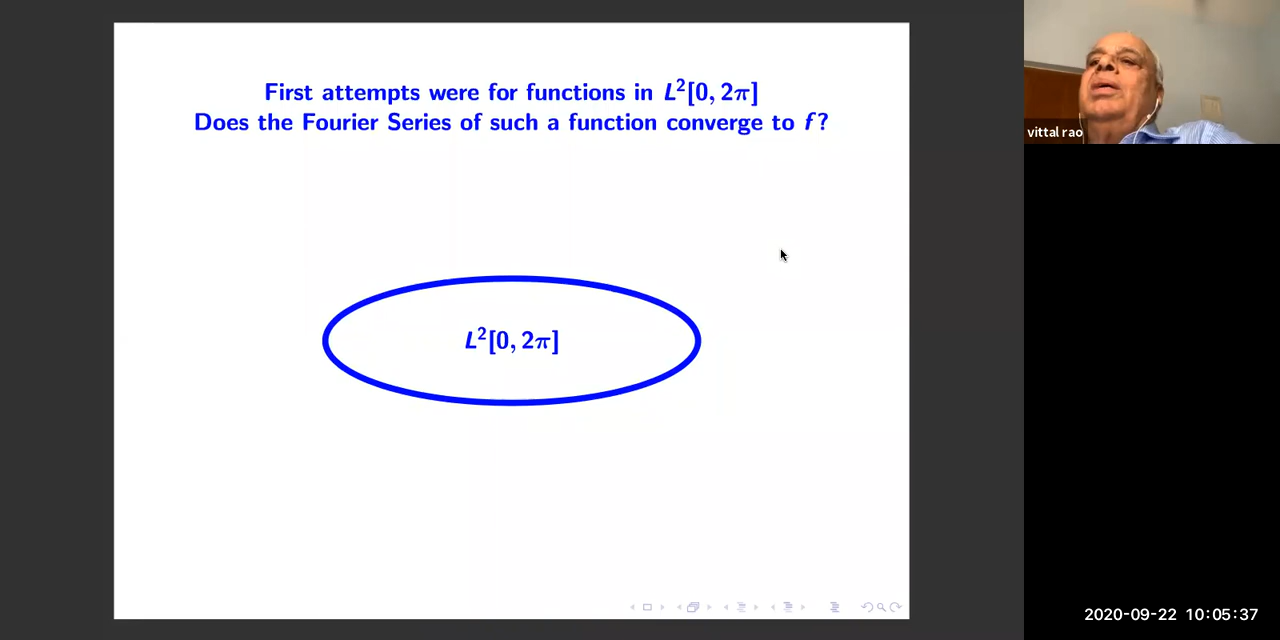 First attempts were for functions in L²[0, 2π]
Does the Fourier Series of such a function converge to f?
L²[0, 2π]
vittal rao
2020-09-22 10:05:37